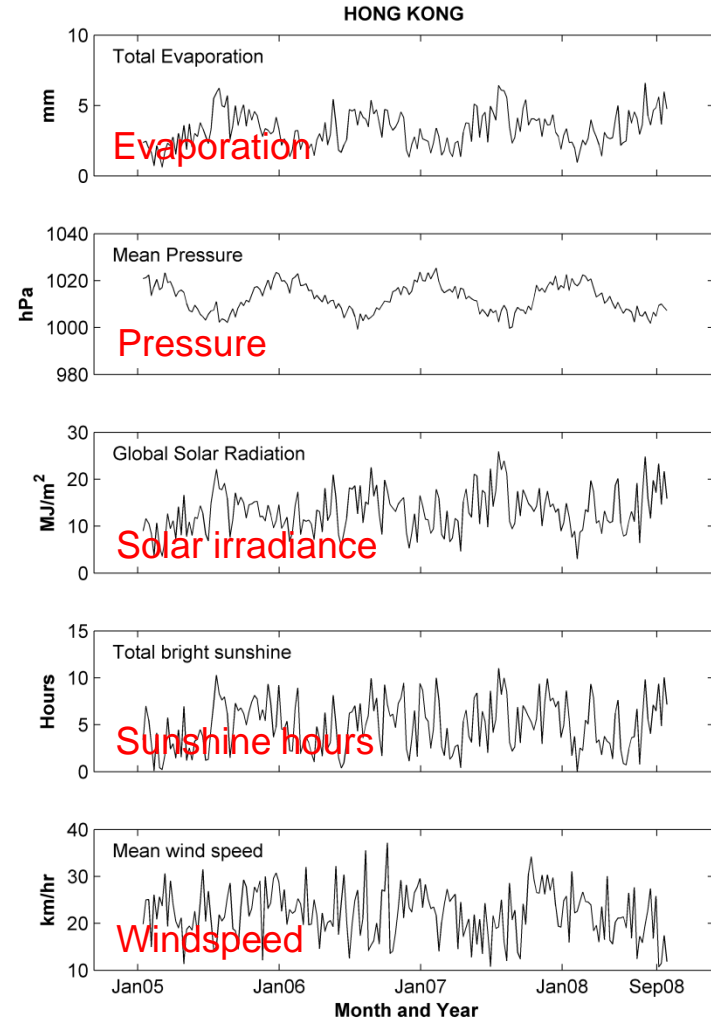 HONG KONG
10
Total Evaporation
mm
5
Evaporation
0
1040
Mean Pressure
1020
hPa
1000
Pressure
980
30
Global Solar Radiation
20
MJ/m²
10
Solar irradiance
0
15
Total bright sunshine
10
Hours
5
Sunshine hours
0
40
Mean wind speed
30
km/hr
20
Windspeed
10
Jan05 Jan06 Jan07 Jan08 Sep08
Month and Year